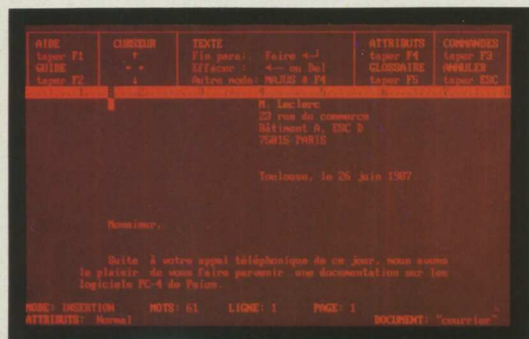 AIDE CURSEUR TEXTE ATTRIBUTS COMMANDES
taper F1 ↑ Fin para: Faire ↵ taper F4 taper F3
GUIDE ← → Effacer : ← ou Del GLOSSAIRE ANNULER
taper F2 ↓ Autre mode: MAJUS & F4 taper F5 taper ESC
M. Leclerc
23 rue du commerce
Bâtiment A, ESC D
75015 PARIS
Toulouse, le 26 juin 1987
Monsieur,
Suite à votre appel téléphonique de ce jour, nous avons
le plaisir de vous faire parvenir une documentation sur les
logiciels PC-4 de Psion.
MODE: INSERTION MOTS: 61 LIGNE: 1 PAGE: 1
ATTRIBUTS: Normal DOCUMENT: "courrier"